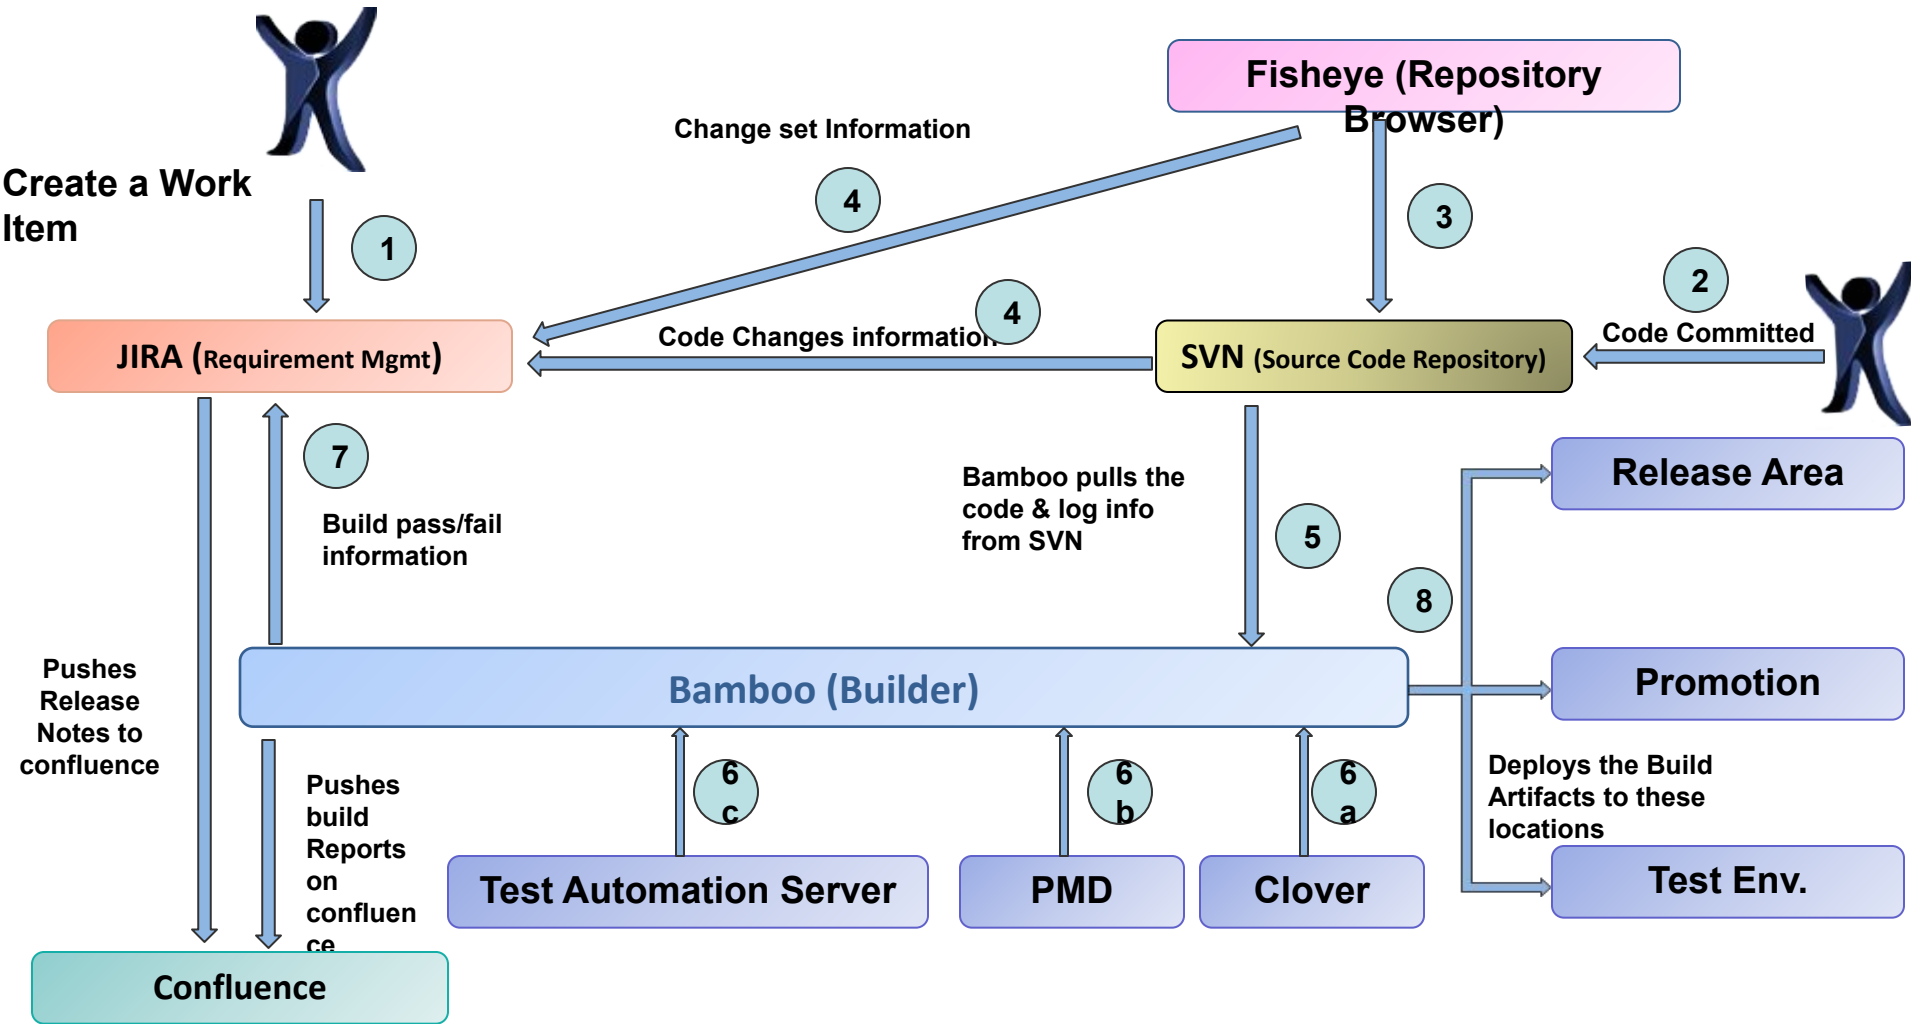 Fisheye (Repository
Browser)
Change set Information
Create a Work
Item
4
3
1
2
4
Code Committed
Code Changes information
JIRA (Requirement Mgmt)
SVN (Source Code Repository)
7
Release Area
Bamboo pulls the
code & log info
from SVN
5
Build pass/fail
information
8
Pushes
Release
Notes to
confluence
Bamboo (Builder)
Promotion
6
c
6
b
6
a
Deploys the Build
Artifacts to these
locations
Pushes
build
Reports
on
confluen
ce
Test Automation Server
PMD
Clover
Test Env.
Confluence